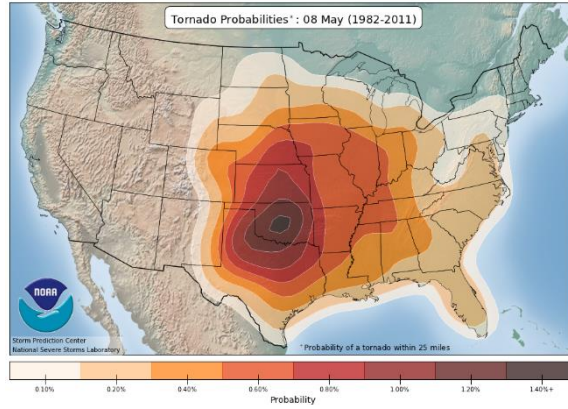 Tornado Probabilities*: 08 May (1982-2011)
NOAA
Storm Prediction Center
National Severe Storms Laboratory
*Probability of a tornado within 25 miles
0.10% 0.20% 0.40% 0.60% 0.80% 1.00% 1.20% 1.40%+
Probability